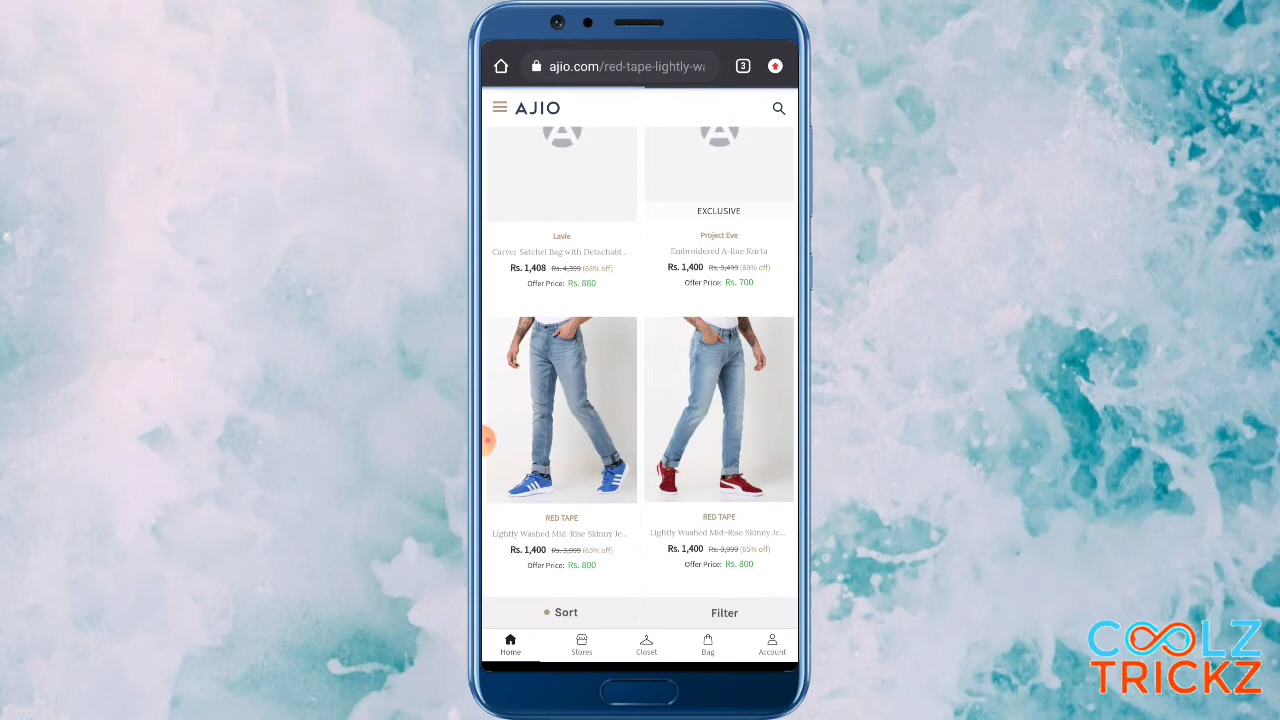 ajio.com/red-tape-lightly-wa
3
AJIO
EXCLUSIVE
Lavie
Carver Satchel Bag with Detachabl...
Rs. 1,408 Rs. 4,399 (68% off)
Offer Price: Rs. 880
Project Eve
Embroidered A-line Kurta
Rs. 1,400 Rs. 3,499 (60% off)
Offer Price: Rs. 700
RED TAPE
Lightly Washed Mid-Rise Skinny Je...
Rs. 1,400 Rs. 3,999 (65% off)
Offer Price: Rs. 800
RED TAPE
Lightly Washed Mid-Rise Skinny Je...
Rs. 1,400 Rs. 3,999 (65% off)
Offer Price: Rs. 800
Sort
Filter
Home
Stores
Closet
Bag
Account
COOLZ
TRICKZ